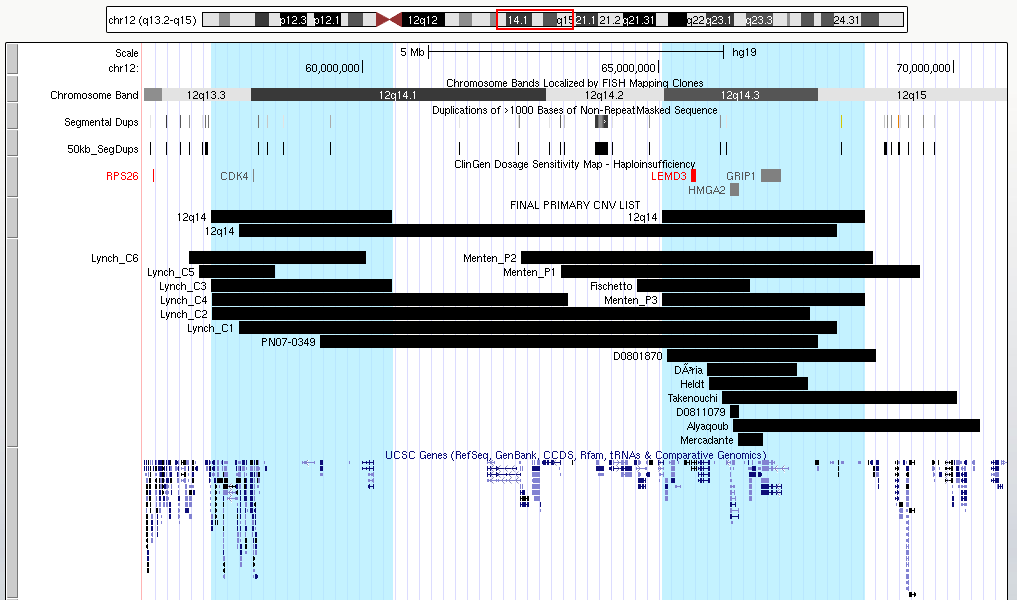 chr12 (q13.2-q15) p12.3 p12.1 12q12 14.1 q15 21.1 21.2 q21.31 q22 q23.1 q23.3 24.31
Scale 5 Mb hg19
chr12: 60,000,000 65,000,000 70,000,000
Chromosome Bands Localized by FISH Mapping Clones
Chromosome Band 12q13.3 12q14.1 12q14.2 12q14.3 12q15
Duplications of >1000 Bases of Non-RepeatMasked Sequence
Segmental Dups
50kb_SegDups
ClinGen Dosage Sensitivity Map - Haploinsufficiency
RPS26 CDK4 LEMD3 GRIP1
HMGA2
FINAL PRIMARY CNV LIST
12q14 12q14
12q14
Lynch_C6 Menten_P2
Lynch_C5 Menten_P1
Lynch_C3 Fischetto
Lynch_C4 Menten_P3
Lynch_C2
Lynch_C1
PN07-0349
D0801870
Heldt
Takenouchi
D0811079
Alyaqoub
Mercadante
UCSC Genes (RefSeq, GenBank, CCDS, Rfam, tRNAs & Comparative Genomics)